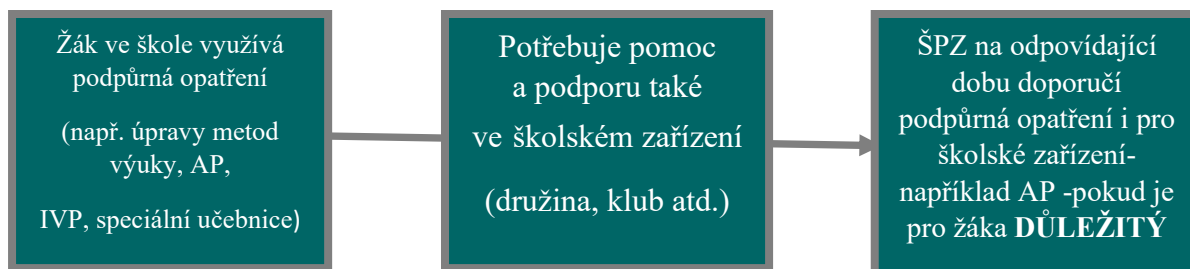 Žák ve škole využívá
podpůrná opatření
(např. úpravy metod
výuky, AP,
IVP, speciální učebnice)
Potřebuje pomoc
a podporu také
ve školském zařízení
(družina, klub atd.)
ŠPZ na odpovídající
dobu doporučí
podpůrná opatření i pro
školské zařízení-
například AP -pokud je
pro žáka DŮLEŽITÝ